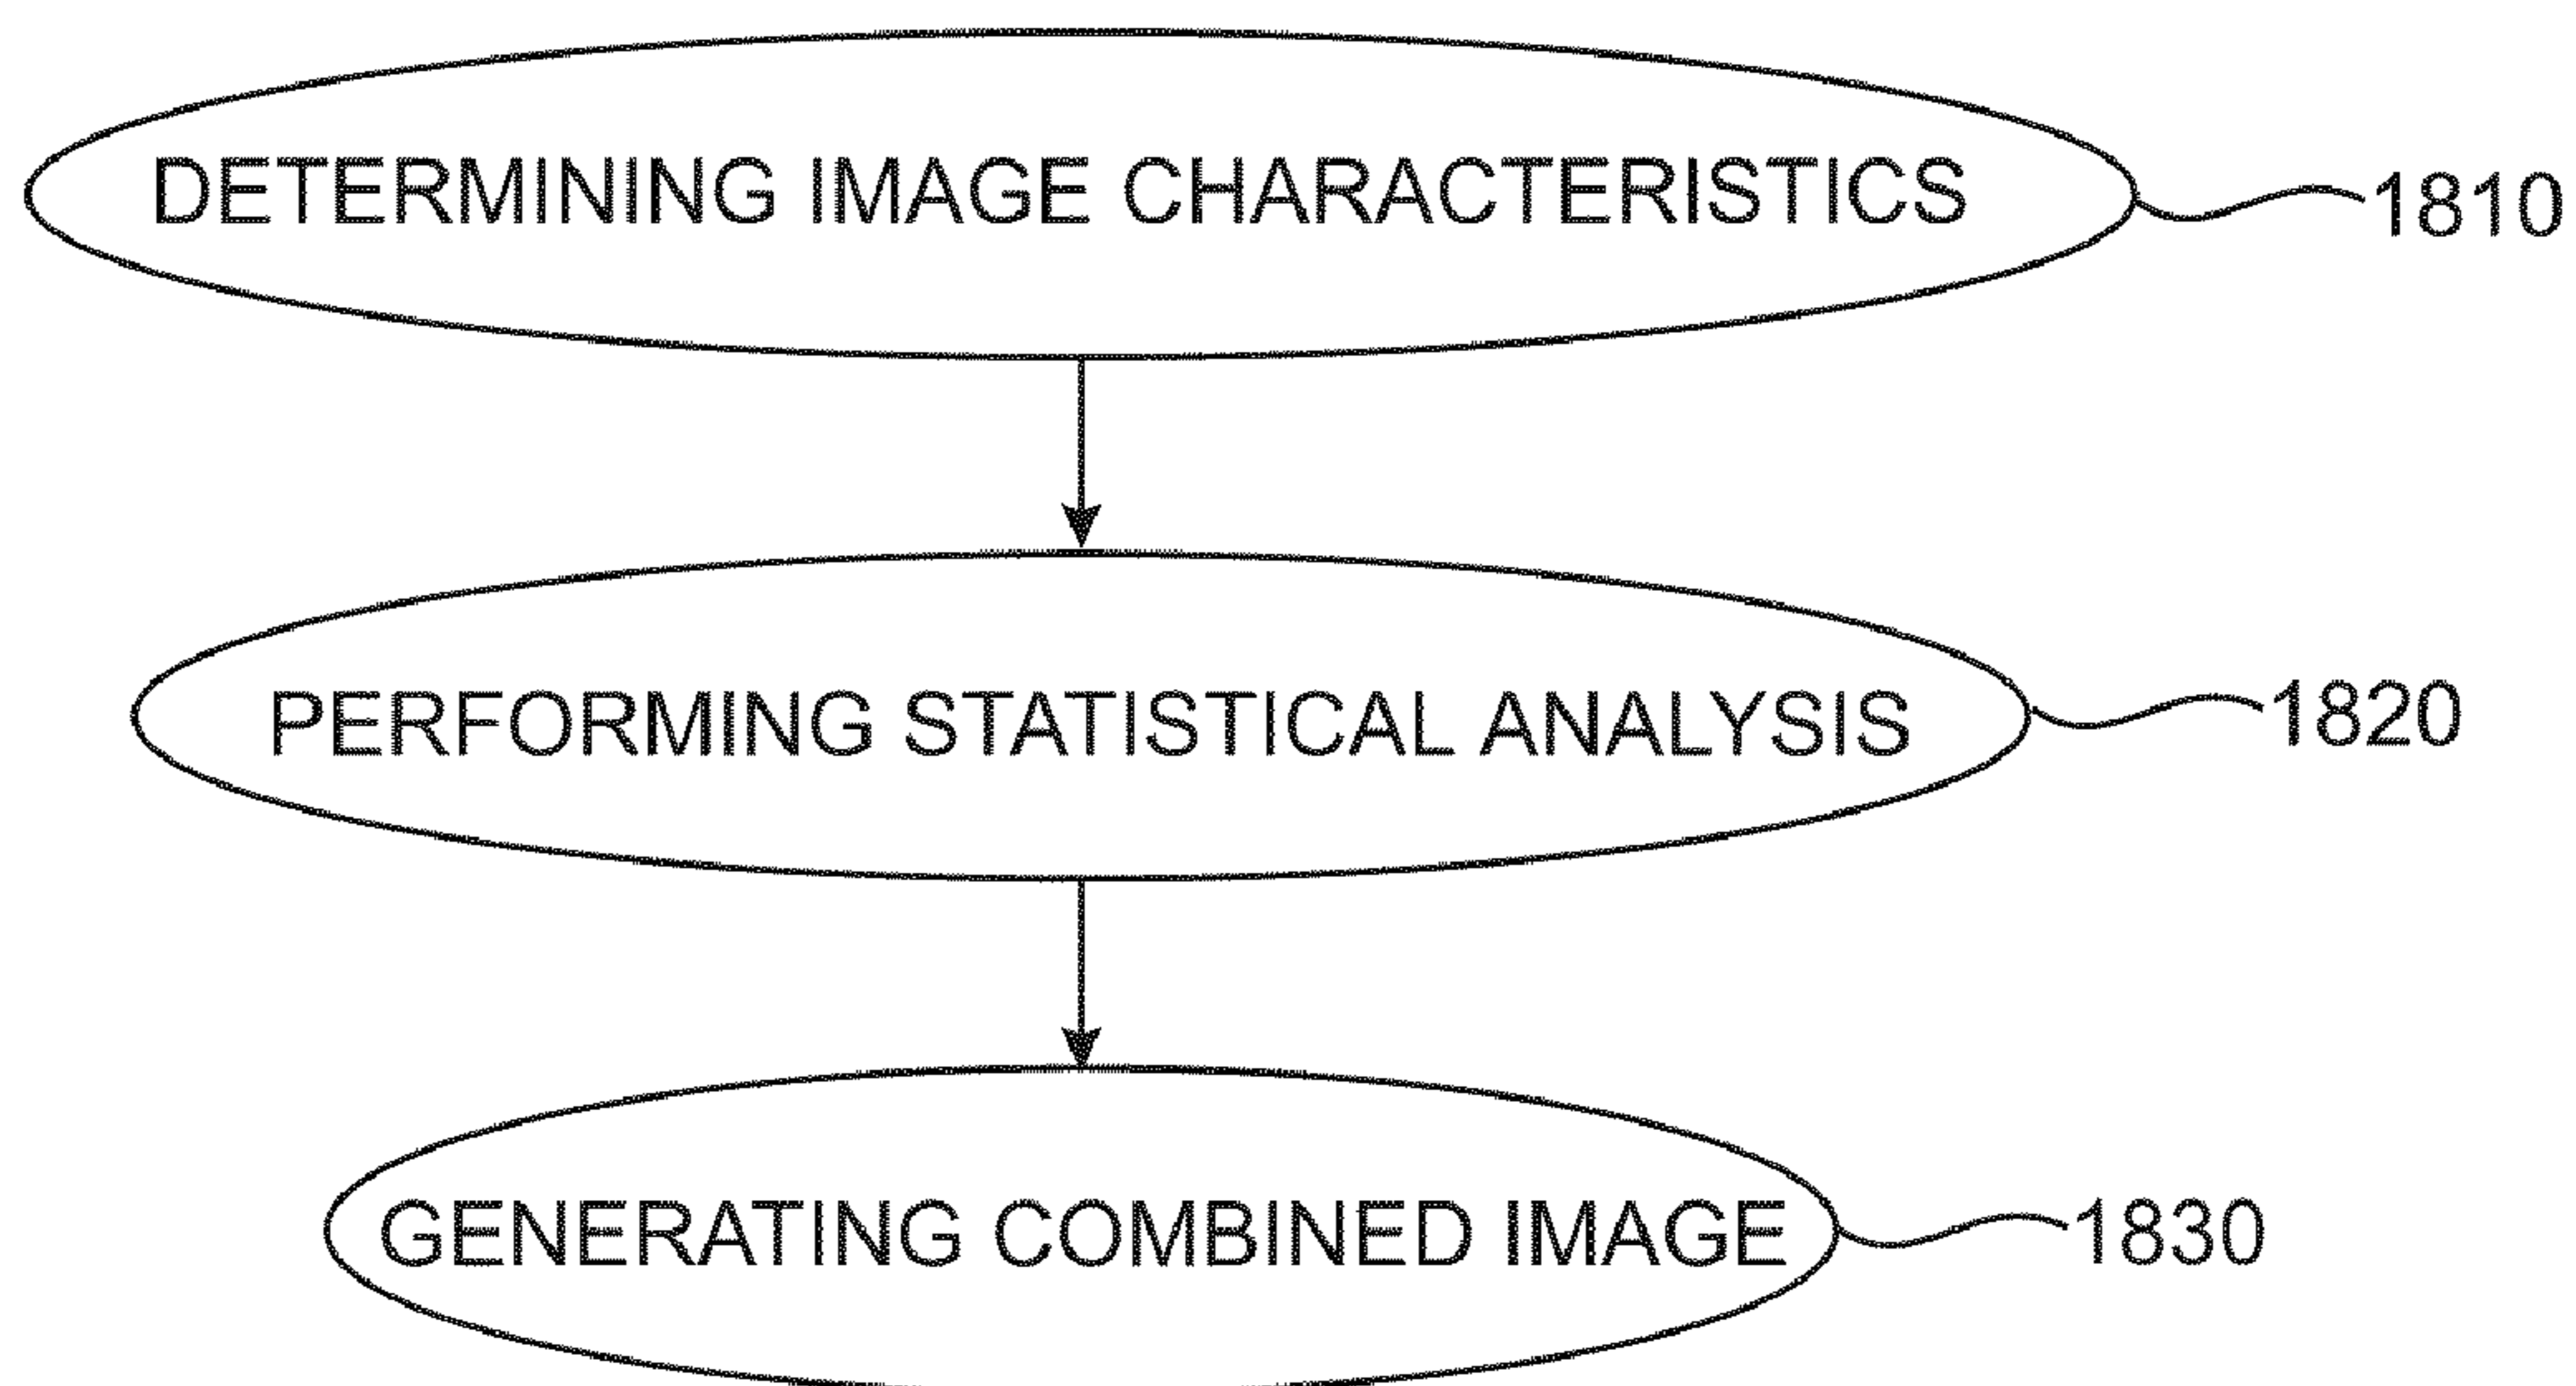 DETERMINING IMAGE CHARACTERISTICS 1810
PERFORMING STATISTICAL ANALYSIS 1820
GENERATING COMBINED IMAGE 1830